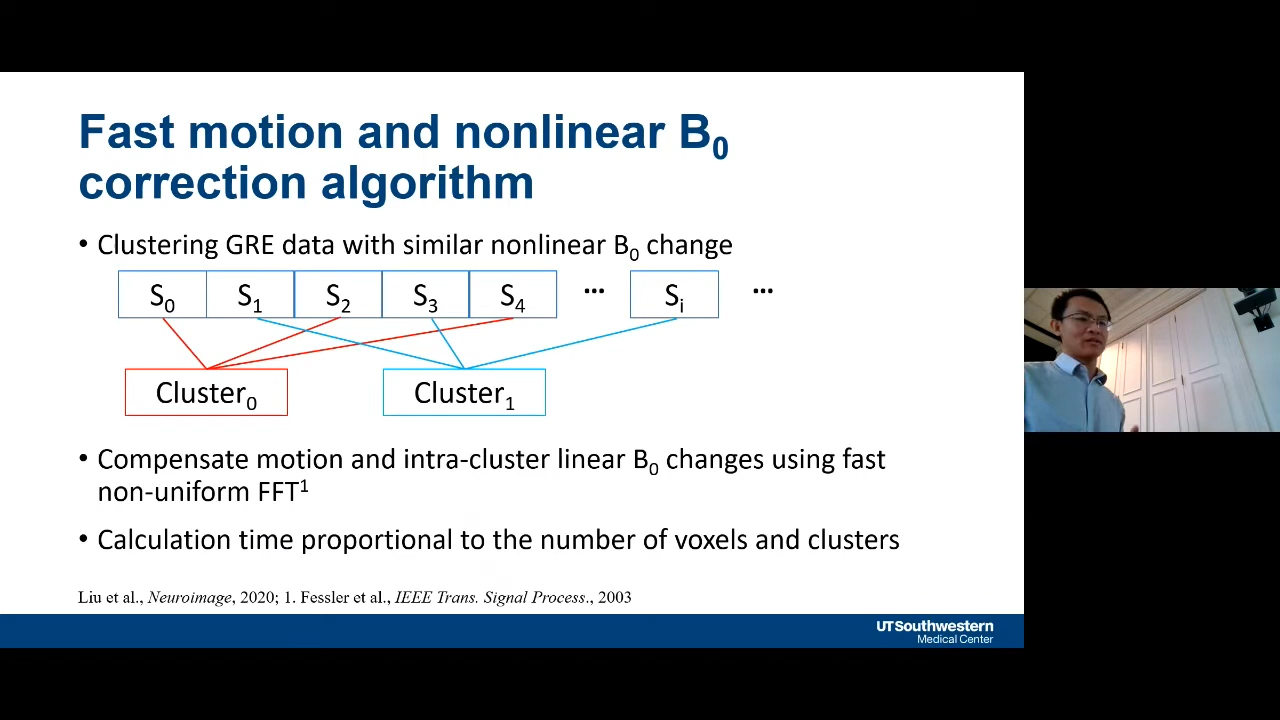 Fast motion and nonlinear B₀
correction algorithm
• Clustering GRE data with similar nonlinear B₀ change
S₀ S₁ S₂ S₃ S₄ ... Sᵢ ...
Cluster₀ Cluster₁
• Compensate motion and intra-cluster linear B₀ changes using fast
non-uniform FFT¹
• Calculation time proportional to the number of voxels and clusters
Liu et al., Neuroimage, 2020; 1. Fessler et al., IEEE Trans. Signal Process., 2003
UTSouthwestern
Medical Center